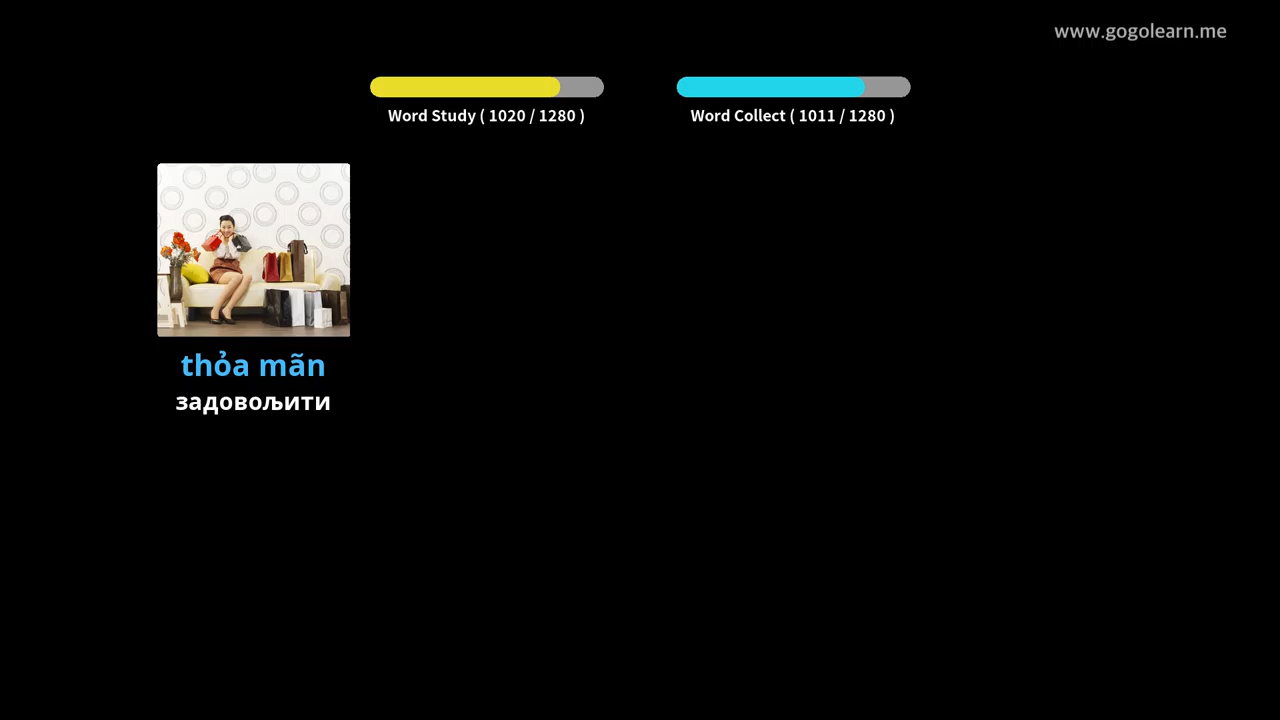 www.gogolearn.me
Word Study ( 1020 / 1280 )
Word Collect ( 1011 / 1280 )
thỏa mãn
задовољити